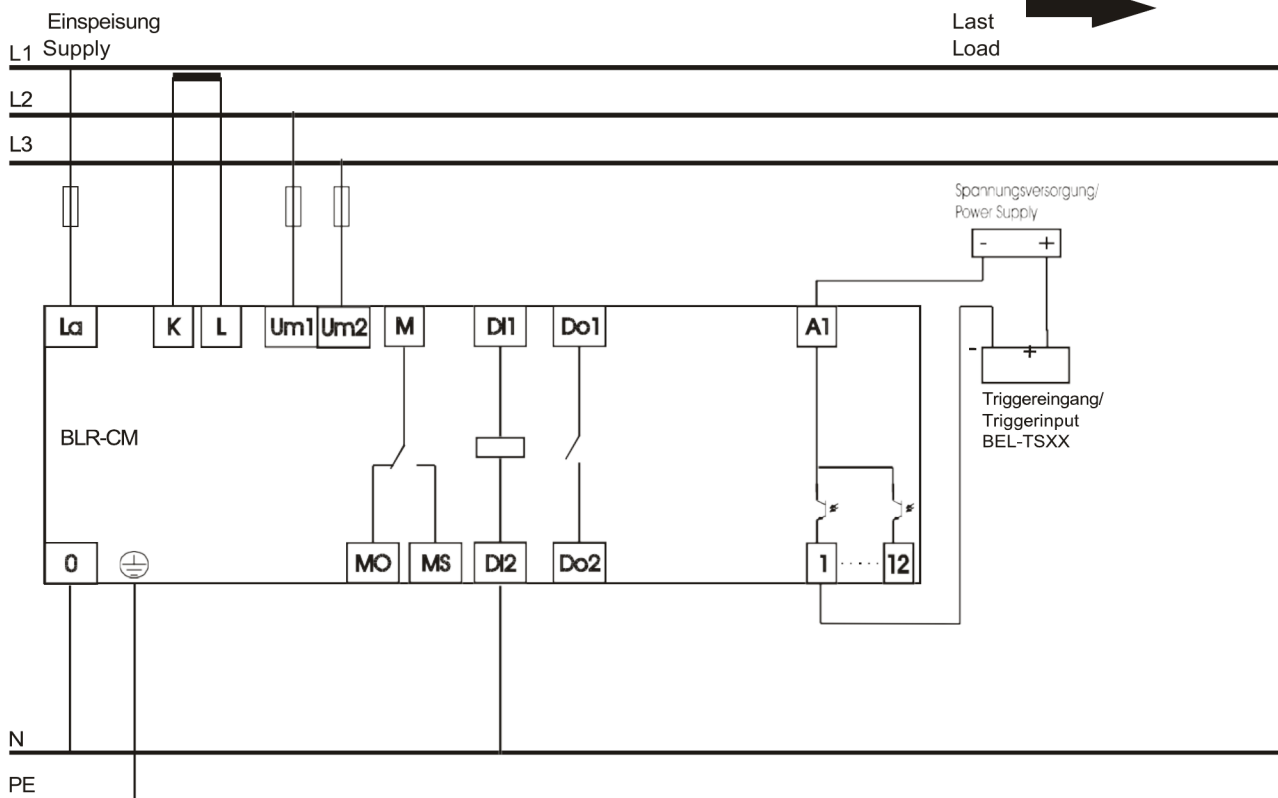 Einspeisung
Supply
Last
Load
L1
L2
L3
Spannungsversorgung/
Power Supply
- +
La K L Um1 Um2 M DI1 Do1 A1
- +
Triggereingang/
Triggerinput
BEL-TSXX
BLR-CM
0 MO MS DI2 Do2 1 ····· 12
N
PE